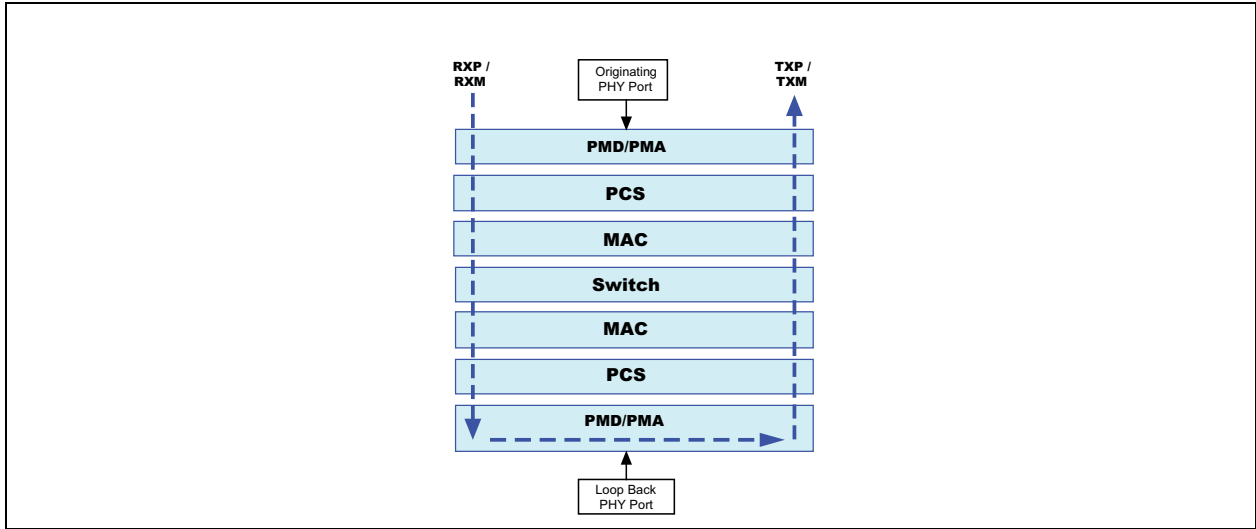 RXP /
RXM
Originating
PHY Port
TXP /
TXM
PMD/PMA
PCS
MAC
Switch
MAC
PCS
PMD/PMA
Loop Back
PHY Port